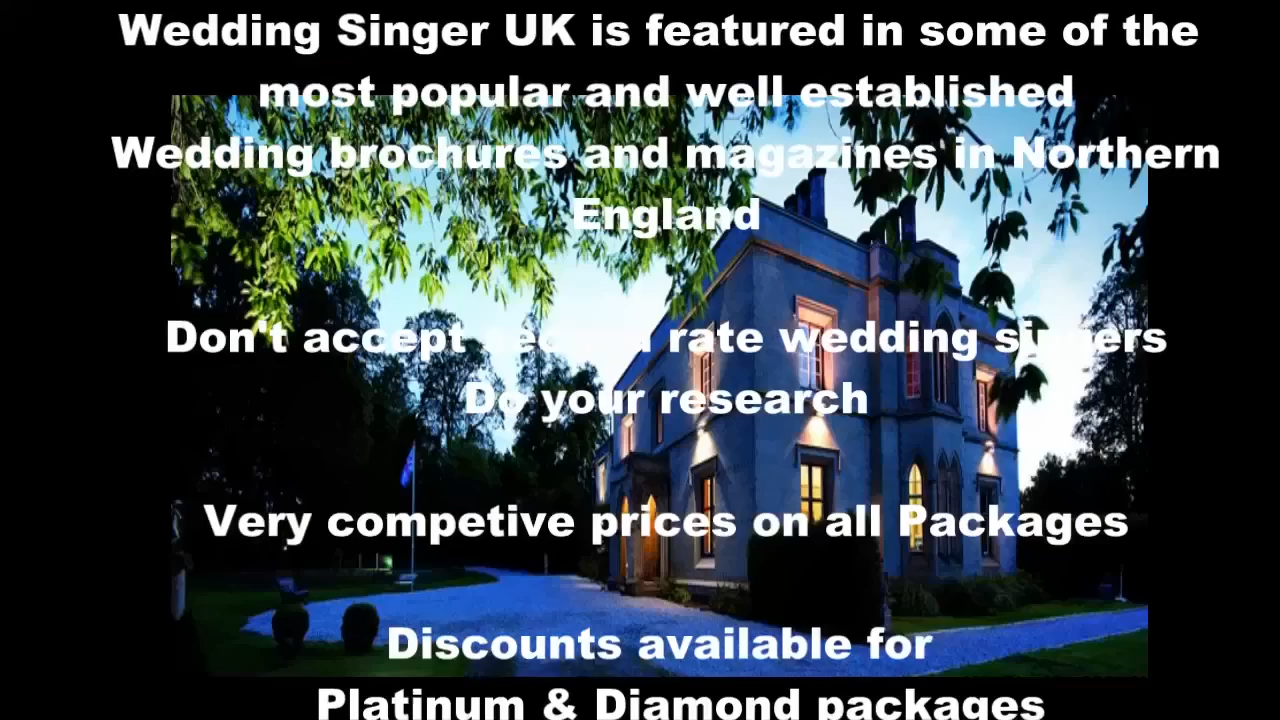 Wedding Singer UK is featured in some of the
most popular and well established
Wedding brochures and magazines in Northern
England
Don't accept second rate wedding singers
Do your research
Very competive prices on all Packages
Discounts available for
Platinum & Diamond packages